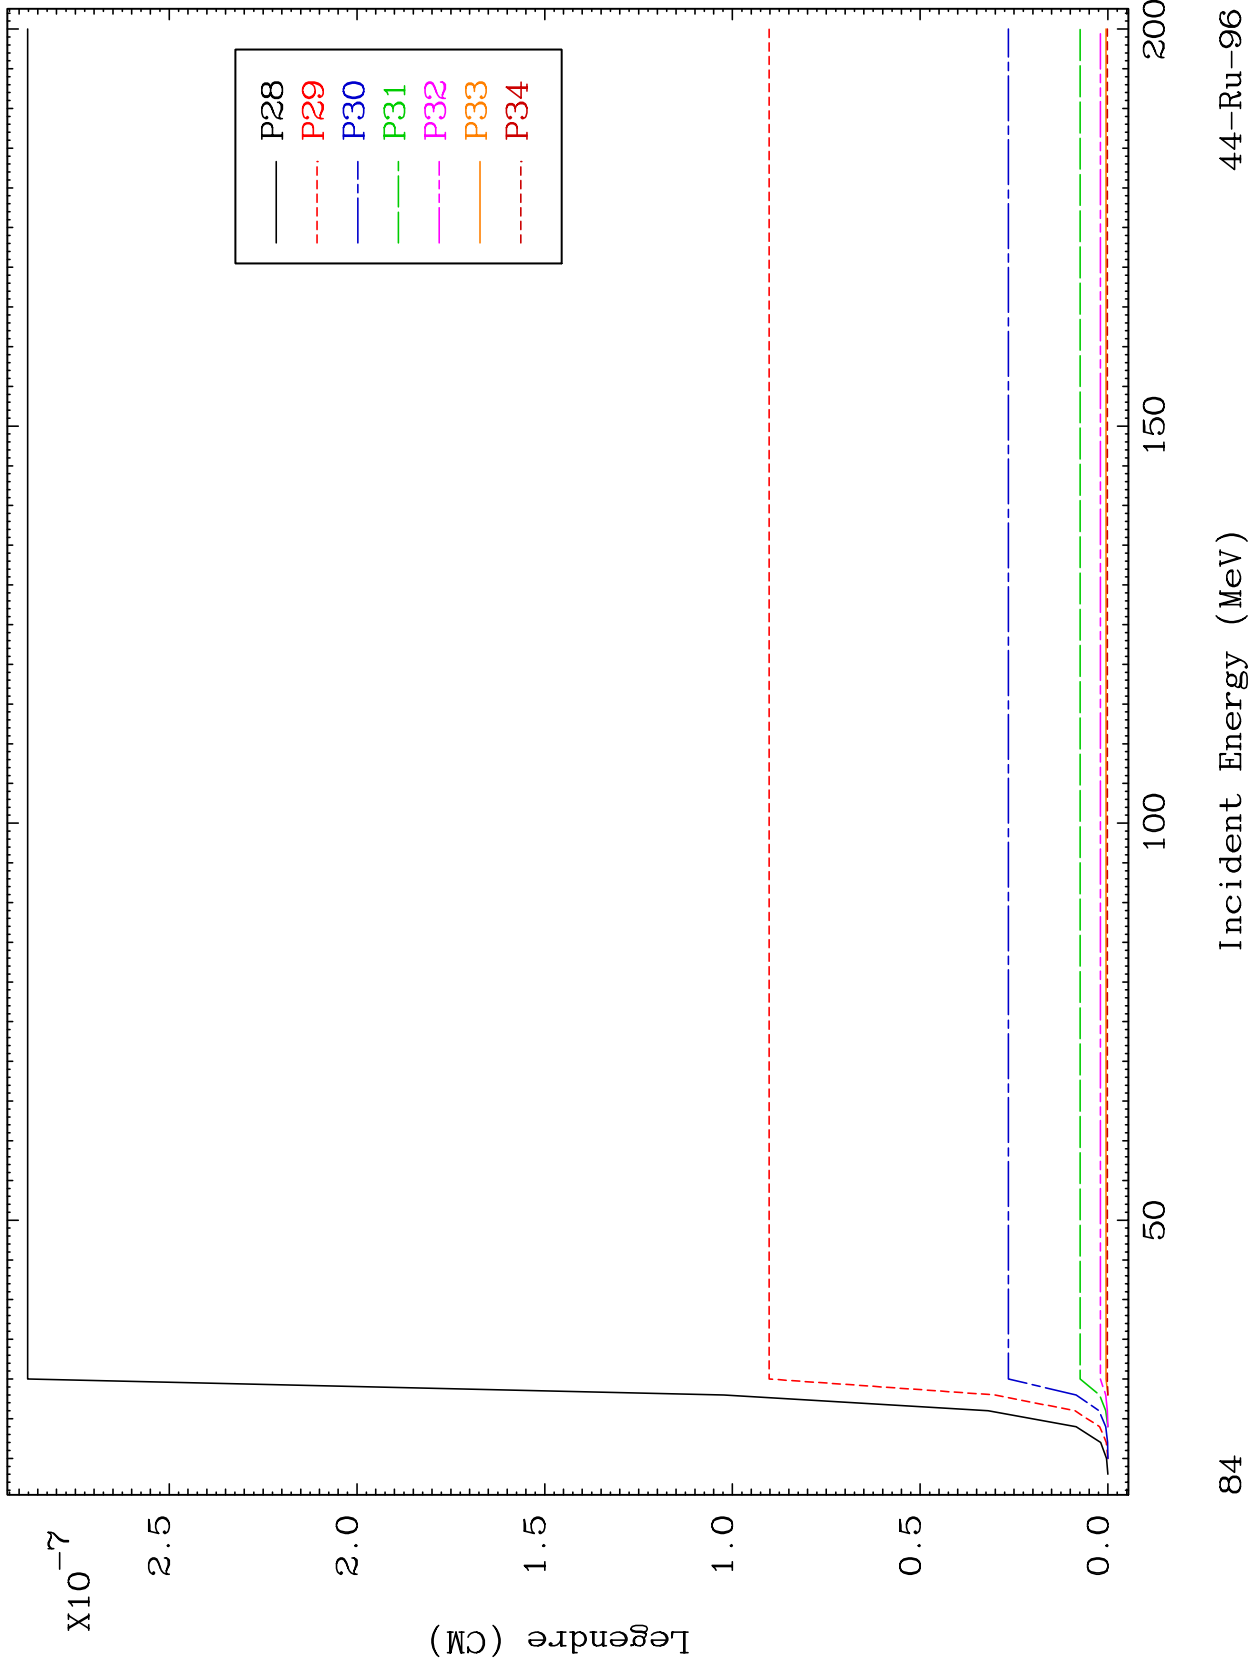 X10-7
2.5
2.0
1.5
1.0
0.5
0.0
Legendre (CM)
P28
P29
P30
P31
P32
P33
P34
50
100
150
200
Incident Energy (MeV)
84
44-Ru-96